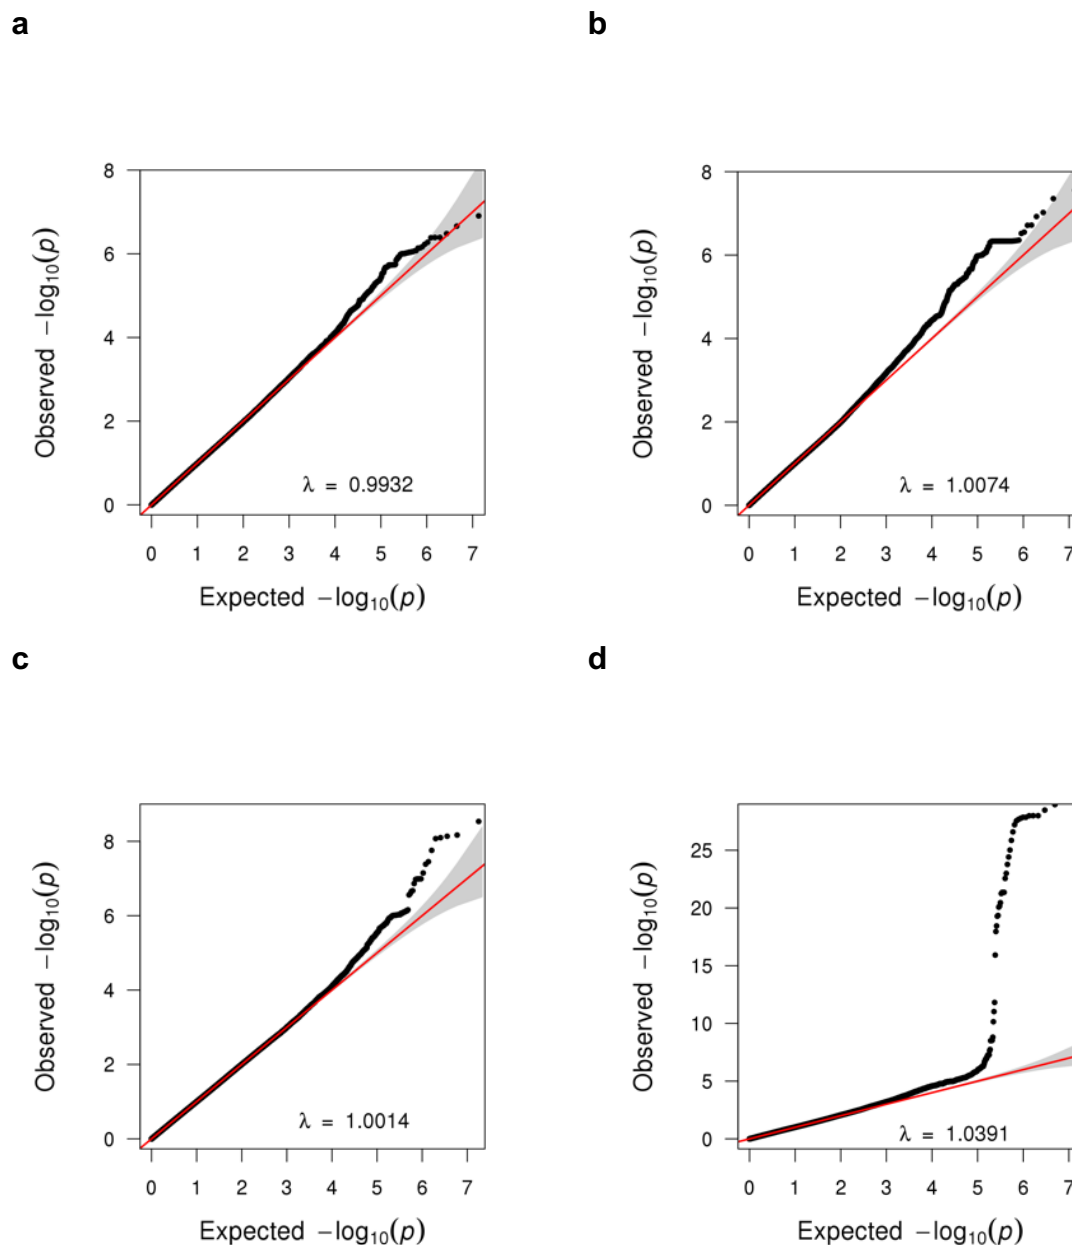 a
b
8
6
4
2
0
Observed −log₁₀(p)
λ = 0.9932
0 1 2 3 4 5 6 7
Expected −log₁₀(p)
8
6
4
2
0
Observed −log₁₀(p)
λ = 1.0074
0 1 2 3 4 5 6 7
Expected −log₁₀(p)
c
d
8
6
4
2
0
Observed −log₁₀(p)
λ = 1.0014
0 1 2 3 4 5 6 7
Expected −log₁₀(p)
25
20
15
10
5
0
Observed −log₁₀(p)
λ = 1.0391
0 1 2 3 4 5 6 7
Expected −log₁₀(p)